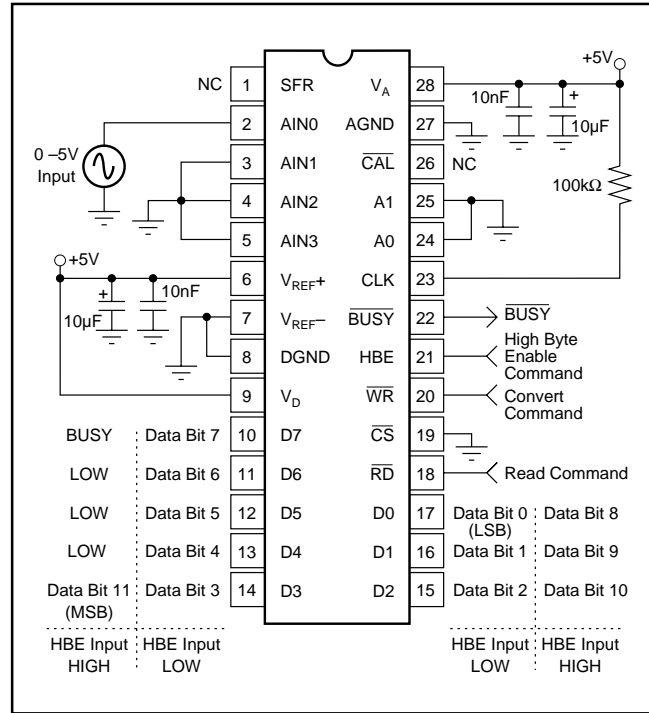 +5V
NC 1 SFR VA 28
10nF + 10µF
0 –5V Input
2 AIN0 AGND 27
3 AIN1 CAL 26 NC
100kΩ
4 AIN2 A1 25
5 AIN3 A0 24
+5V
6 VREF+ CLK 23
+ 10µF 10nF
7 VREF– BUSY 22 BUSY
8 DGND HBE 21 High Byte Enable Command
9 VD WR 20 Convert Command
BUSY Data Bit 7 10 D7 CS 19
LOW Data Bit 6 11 D6 RD 18 Read Command
LOW Data Bit 5 12 D5 D0 17 Data Bit 0 (LSB) Data Bit 8
LOW Data Bit 4 13 D4 D1 16 Data Bit 1 Data Bit 9
Data Bit 11 (MSB) Data Bit 3 14 D3 D2 15 Data Bit 2 Data Bit 10
HBE Input HIGH HBE Input LOW HBE Input LOW HBE Input HIGH